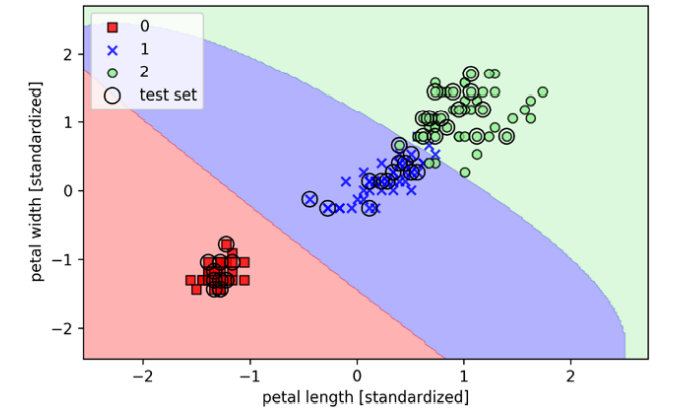 0
1
2
test set
2
1
0
−1
−2
petal width [standardized]
−2 −1 0 1 2
petal length [standardized]